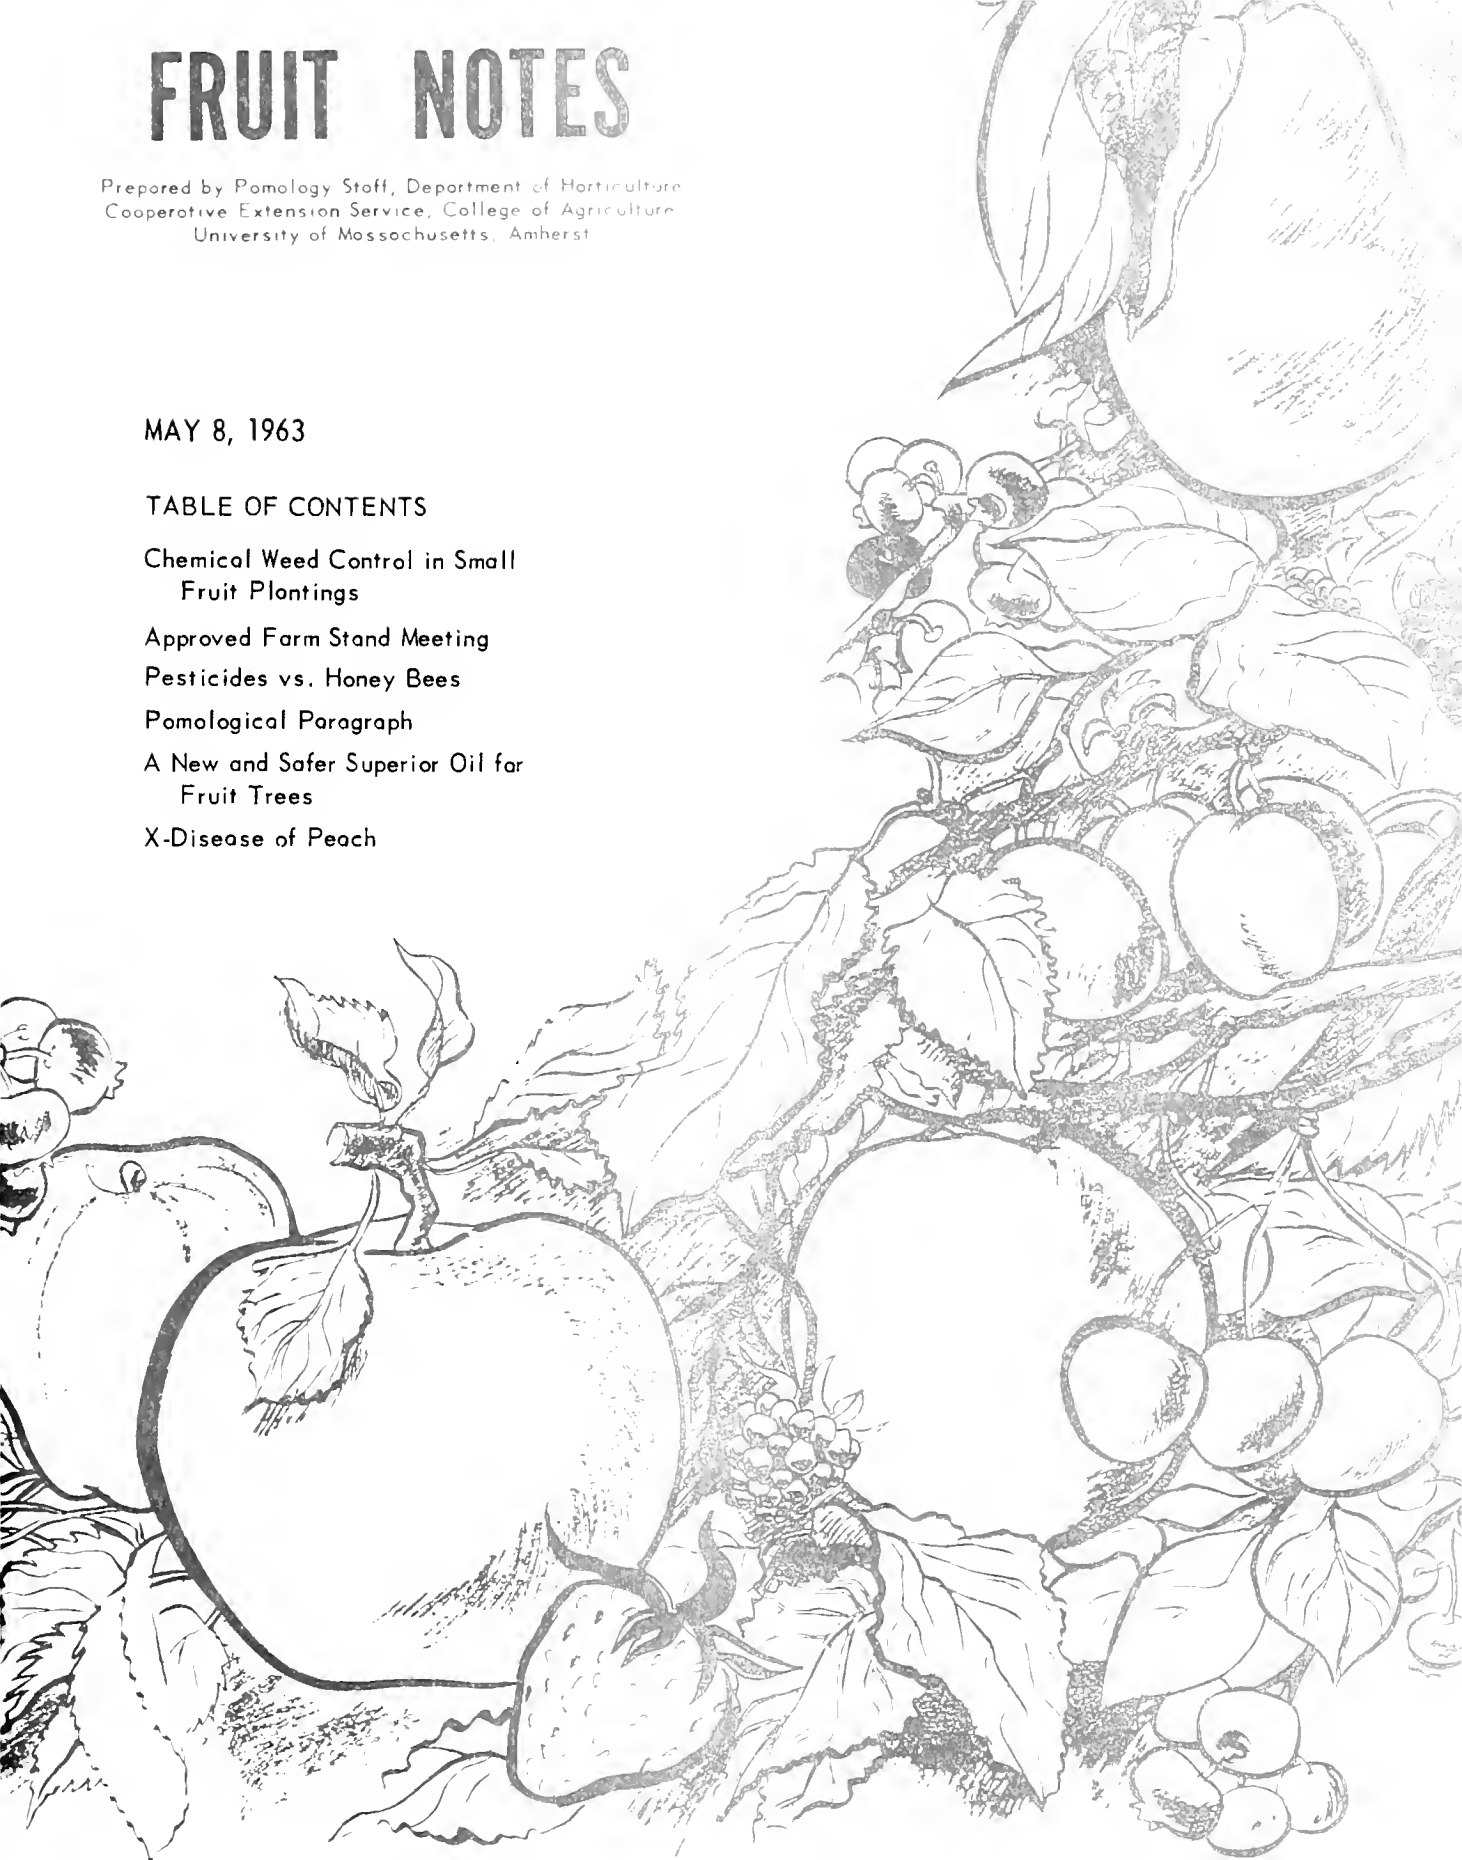 FRUIT NOTES
Prepared by Pomology Staff, Department of Horticulture
Cooperative Extension Service, College of Agriculture
University of Massachusetts, Amherst
MAY 8, 1963
TABLE OF CONTENTS
Chemical Weed Control in Small
Fruit Plantings
Approved Farm Stand Meeting
Pesticides vs. Honey Bees
Pomological Paragraph
A New and Safer Superior Oil for
Fruit Trees
X-Disease of Peach